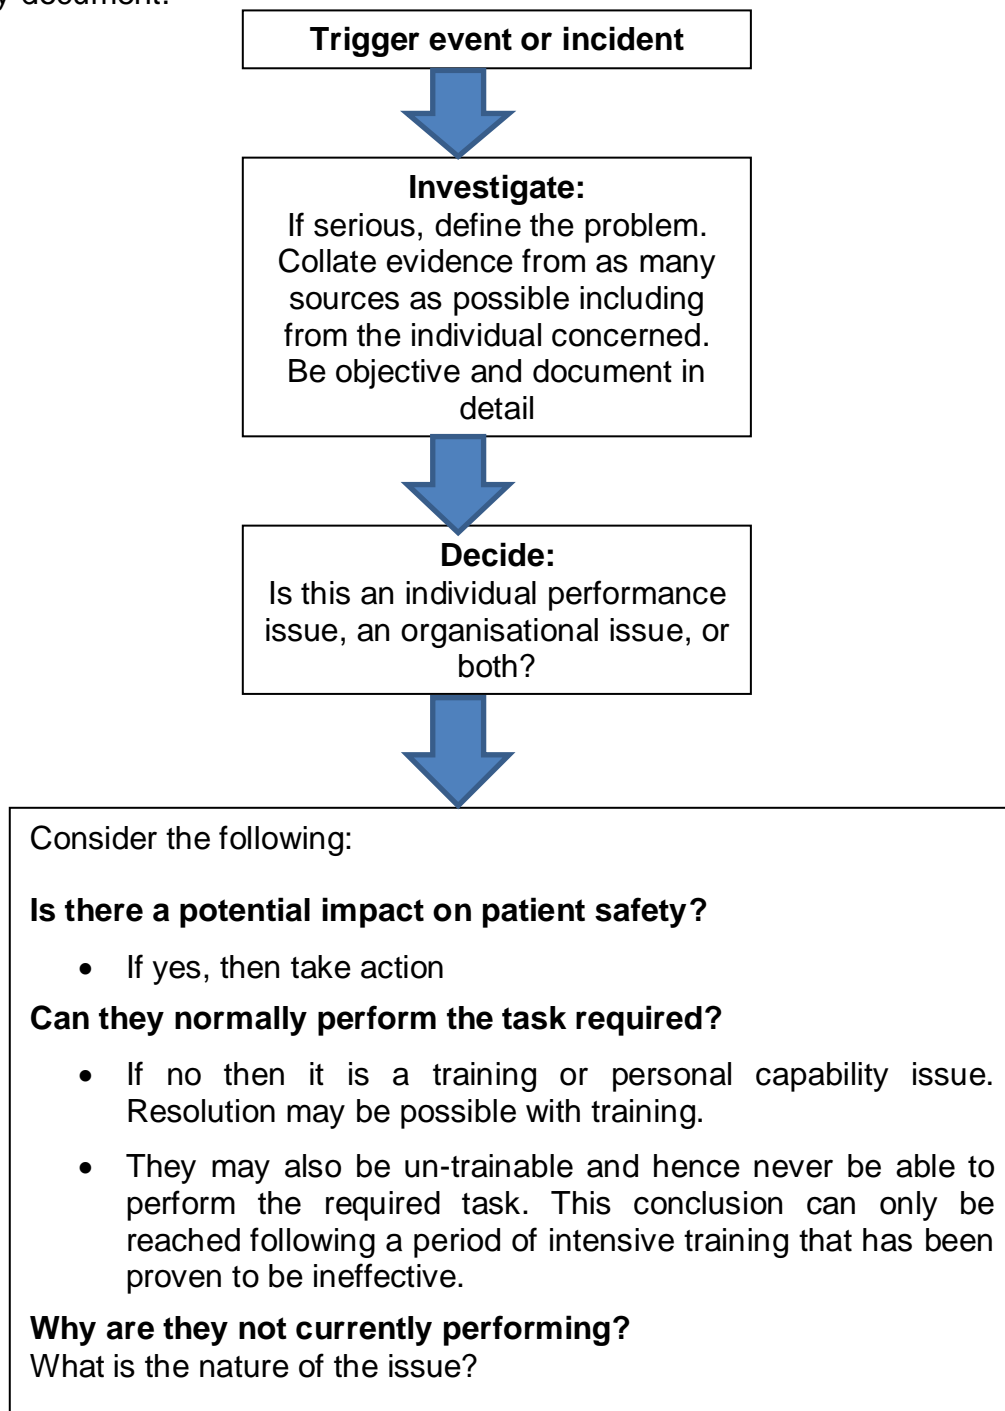 document.
Trigger event or incident
Investigate:
If serious, define the problem.
Collate evidence from as many
sources as possible including
from the individual concerned.
Be objective and document in
detail
Decide:
Is this an individual performance
issue, an organisational issue, or
both?
Consider the following:
Is there a potential impact on patient safety?
• If yes, then take action
Can they normally perform the task required?
• If no then it is a training or personal capability issue.
Resolution may be possible with training.
• They may also be un-trainable and hence never be able to
perform the required task. This conclusion can only be
reached following a period of intensive training that has been
proven to be ineffective.
Why are they not currently performing?
What is the nature of the issue?